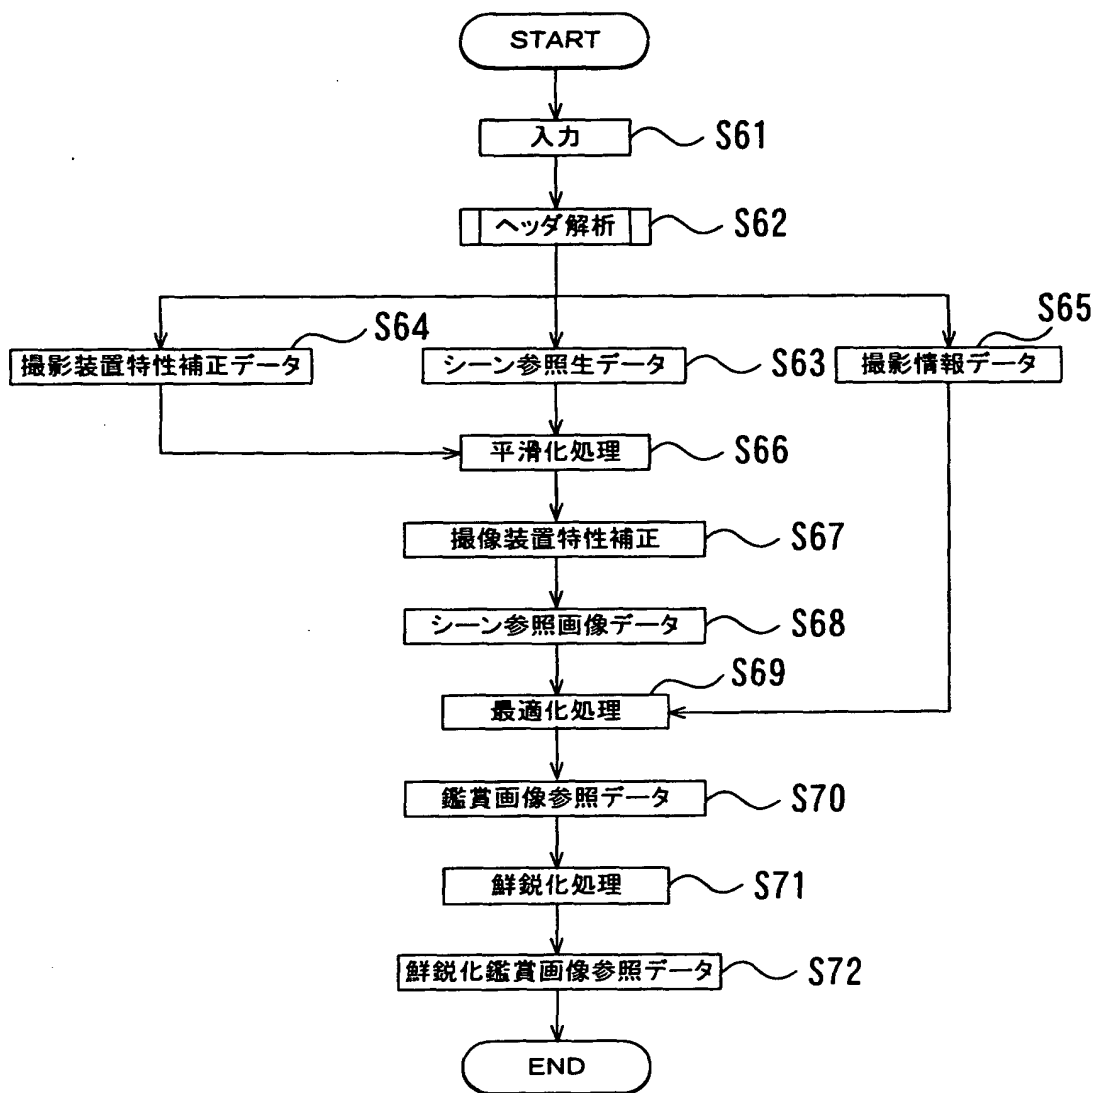 START
入力 S61
ヘッダ解析 S62
撮影装置特性補正データ S64
シーン参照生データ S63
撮影情報データ S65
平滑化処理 S66
撮像装置特性補正 S67
シーン参照画像データ S68
最適化処理 S69
鑑賞画像参照データ S70
鮮鋭化処理 S71
鮮鋭化鑑賞画像参照データ S72
END